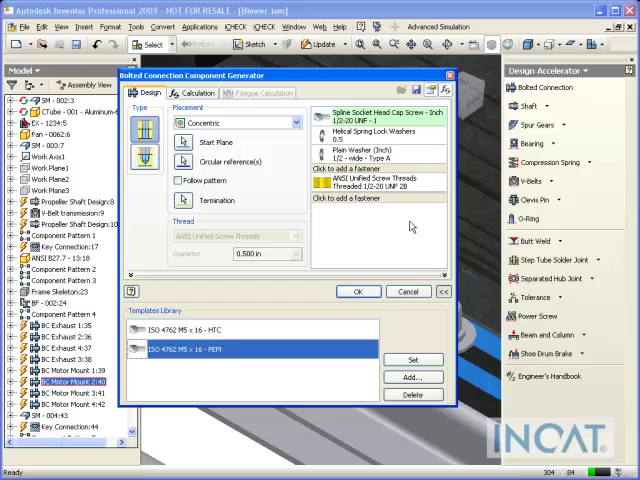 Autodesk Inventor Professional 2009 - NOT FOR RESALE - [Blower.iam]
File Edit View Insert Format Tools Convert iCHECK iCHECK Window Web Help Advanced Simulation
Select Return Sketch Update
Model
Assembly View
SM - 002:3
CB Stack - 01 - Aluminum-6
EX - 1234:5
Fan - 0062:6
SM - 003:7
Work Axis1
Work Plane1
Work Plane2
Work Plane3
Propeller Shaft Design:8
V-Belt transmission:9
Propeller Shaft Design:10
Component Pattern 1
Key Connection:17
ANSI B27.7 - 13:18
Component Pattern 2
Component Pattern 3
Component Pattern 4
Frame Skeleton:23
BF - 002:24
Component Pattern 5
BC Exhaust 1:35
BC Exhaust 2:36
BC Exhaust 4:37
BC Exhaust 3:38
BC Motor Mount 1:39
BC Motor Mount 2:40
BC Motor Mount 3:41
BC Motor Mount 4:42
SM - 004:43
Key Connection:44
Bolted Connection Component Generator
Design Calculation Fatigue Calculation
Type
Placement
Concentric
Start Plane
Circular reference(s)
Follow pattern
Termination
Thread
ANSI Unified Screw Threads
Diameter 0.500 in
Spline Socket Head Cap Screw - Inch
1/2-20 UNF - 1
Helical Spring Lock Washers
0.5
Plain Washer (Inch)
1/2 - wide - Type A
Click to add a fastener
ANSI Unified Screw Threads
Threaded 1/2-20 UNF 2B
Click to add a fastener
OK Cancel <<
Templates Library
ISO 4762 M5 x 16 - HTC
ISO 4762 M5 x 16 - PEM
Set
Add...
Delete
Design Accelerator
Bolted Connection
Shaft
Spur Gears
Bearing
Compression Spring
V-Belts
Clevis Pin
O-Ring
Butt Weld
Step Tube Solder Joint
Separated Hub Joint
Tolerance
Power Screw
Beam and Column
Shoe Drum Brake
Engineer's Handbook
INCAT®
Ready
304 84